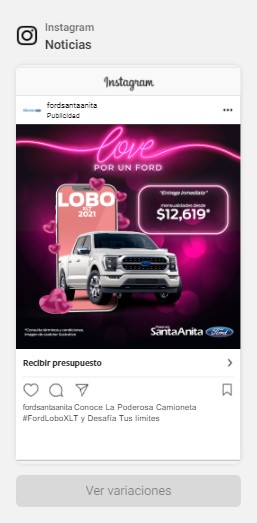 Instagram
Noticias
Instagram
fordsantaanita
Publicidad
love
POR UN FORD
LOBO
XLT
2021
"Entrega inmediata"
mensualidades desde
$12,619*
*Consulta términos y condiciones,
imagen de carácter ilustrativo
SantaAnita
Ford
Recibir presupuesto
fordsantaanita Conoce La Poderosa Camioneta
#FordLoboXLT y Desafía Tus limites
Ver variaciones